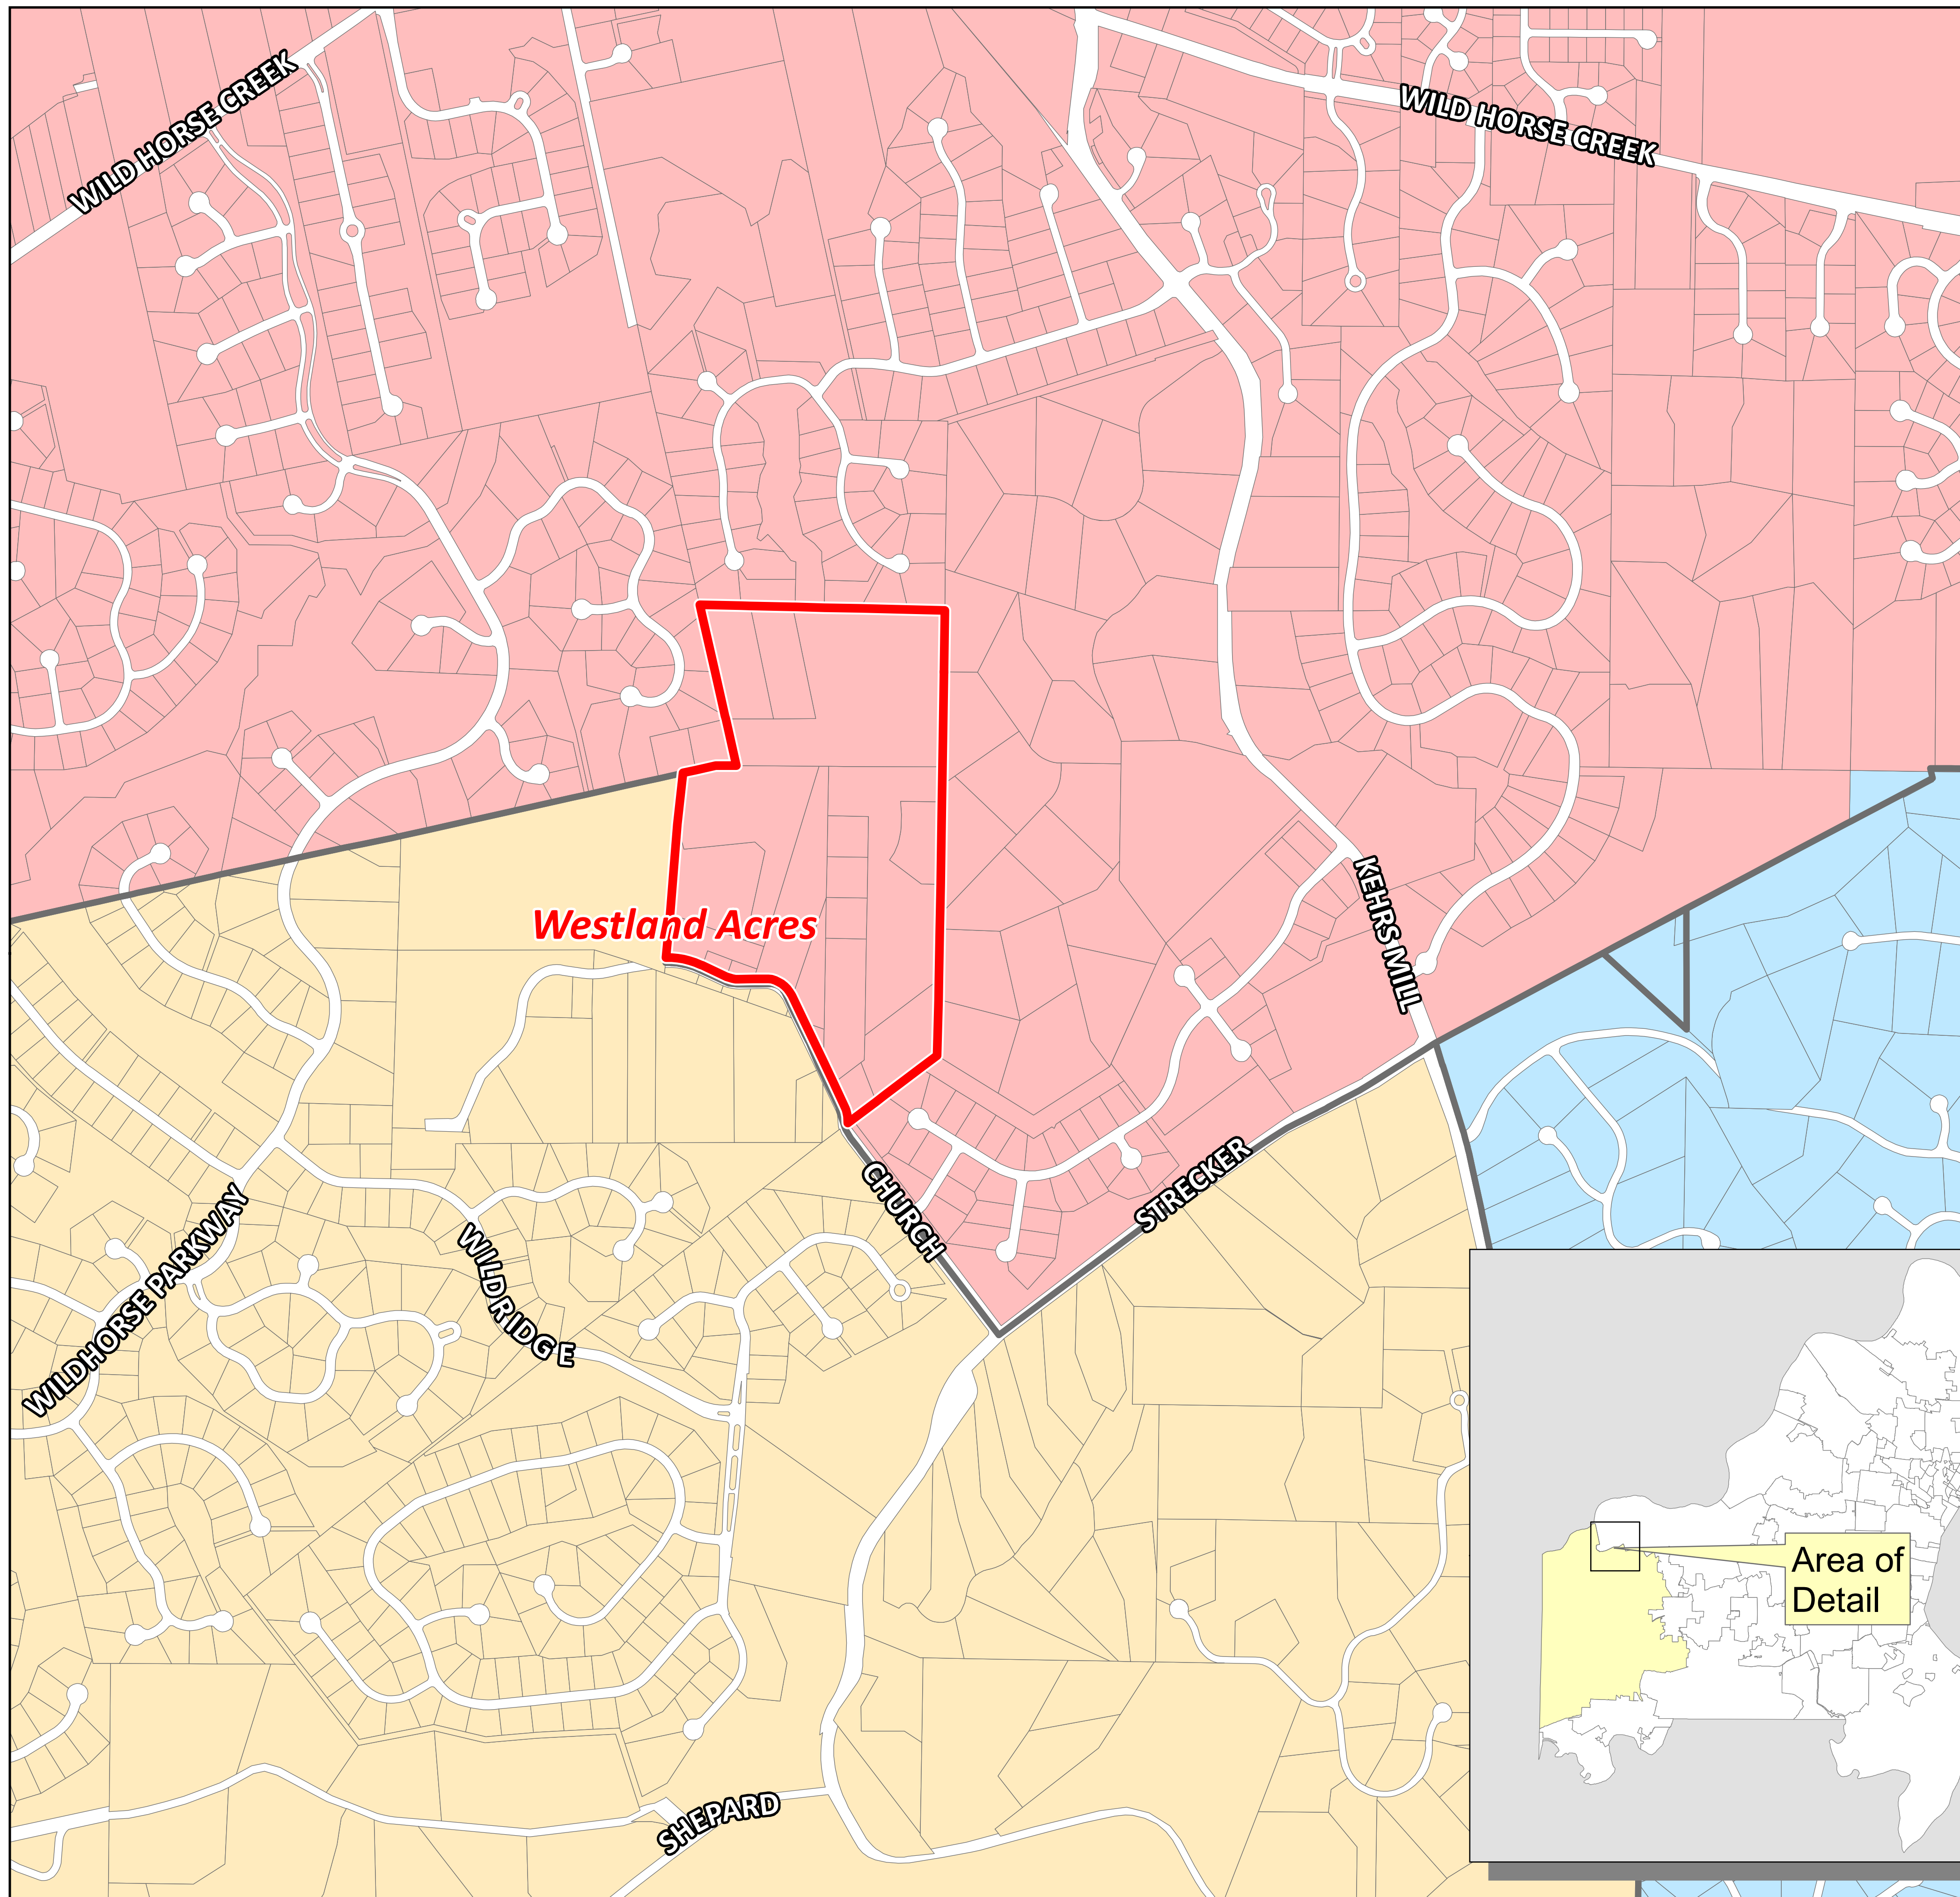 WILD HORSE CREEK
WILD HORSE CREEK
Westland Acres
KEHRS MILL
CHURCH
STRECKER
WILDHORSE PARKWAY
WILDRIDGE
Area of
Detail
SHEPARD